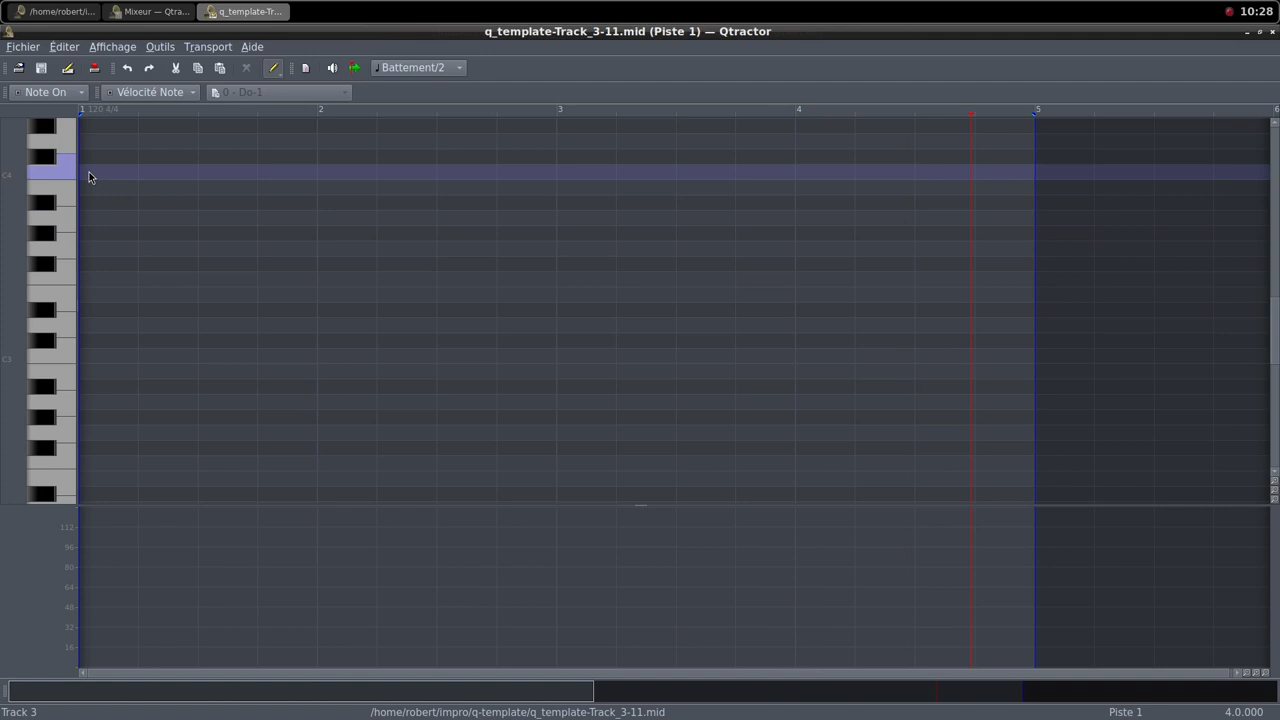 /home/robert/i...
Mixeur — Qtra...
q_template-Tr...
10:28
q_template-Track_3-11.mid (Piste 1) — Qtractor
Fichier Éditer Affichage Outils Transport Aide
Battement/2
Note On Vélocité Note 0 - Do-1
1 120 4/4 2 3 4 5 6
C4
C3
112
96
80
64
48
32
16
Track 3 /home/robert/impro/q-template/q_template-Track_3-11.mid Piste 1 4.0.000